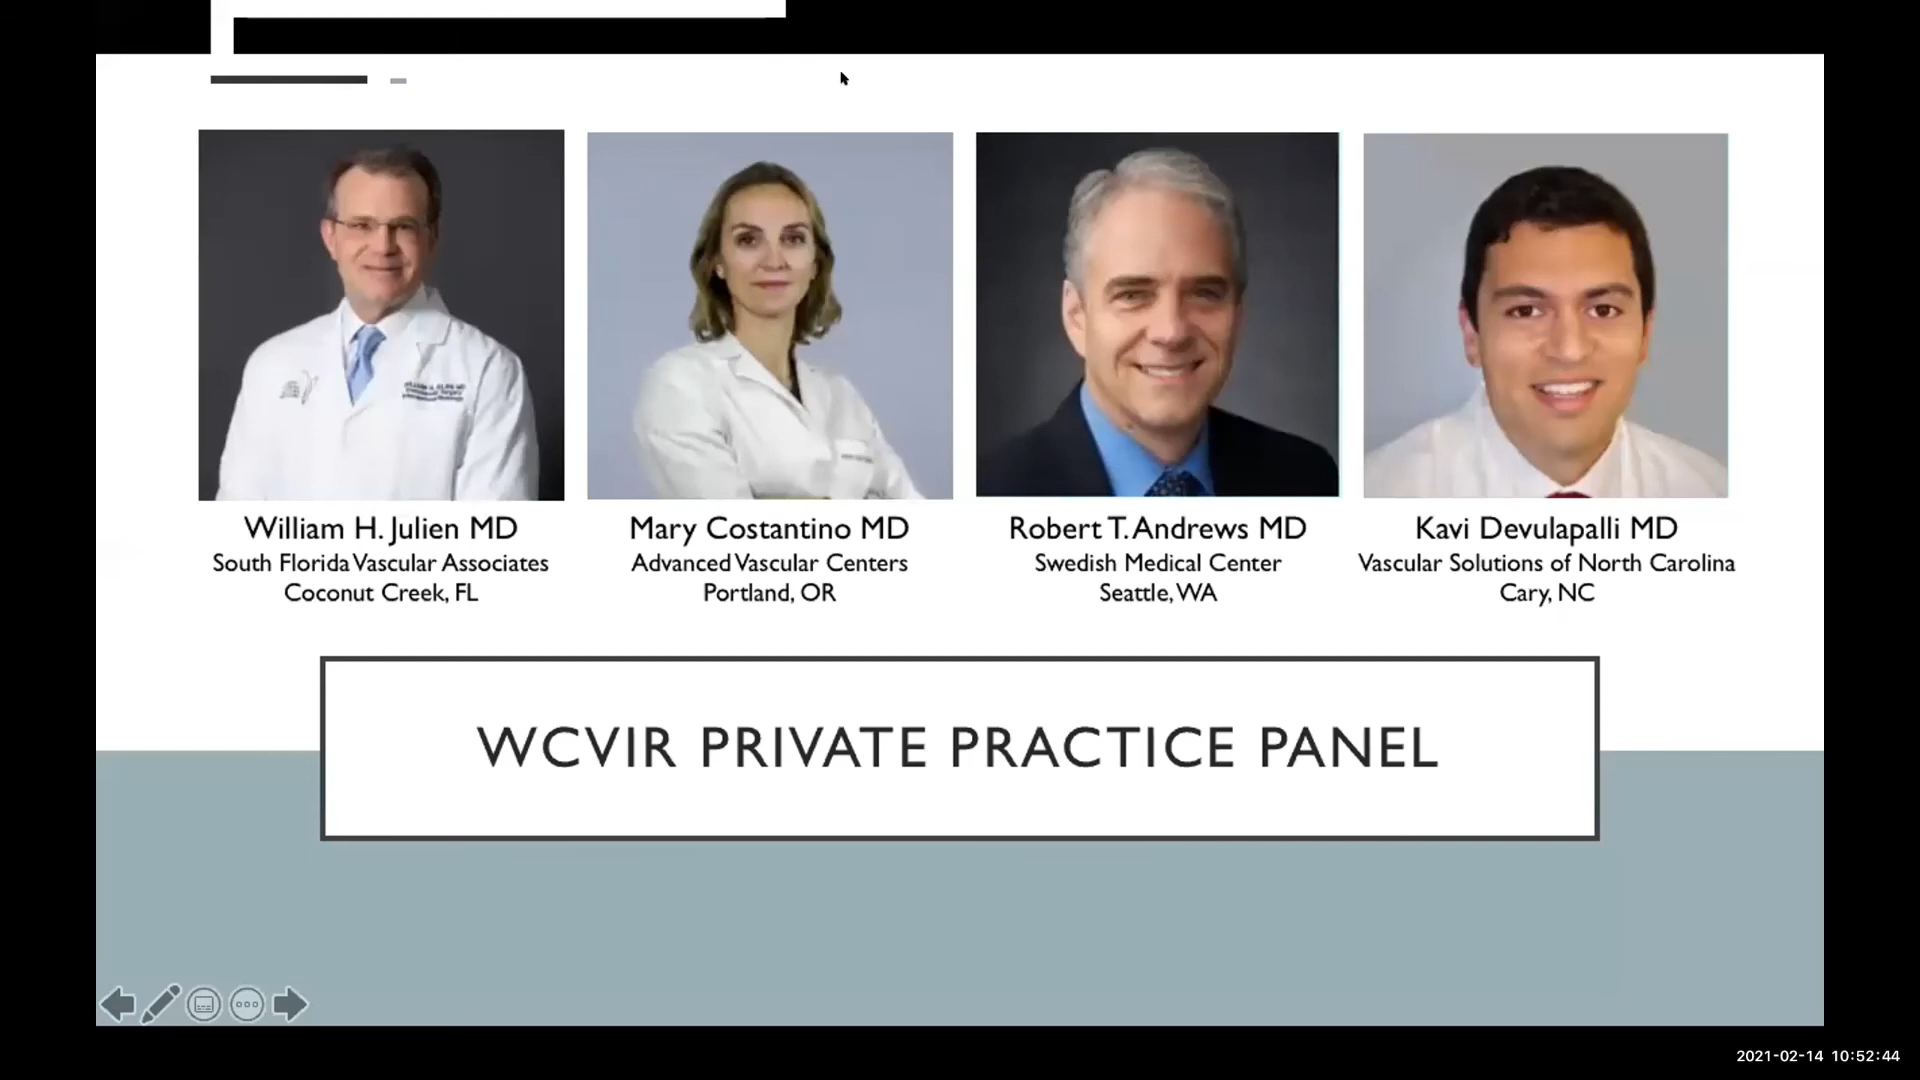 William H. Julien MD
South Florida Vascular Associates
Coconut Creek, FL
Mary Costantino MD
Advanced Vascular Centers
Portland, OR
Robert T. Andrews MD
Swedish Medical Center
Seattle, WA
Kavi Devulapalli MD
Vascular Solutions of North Carolina
Cary, NC
WCVIR PRIVATE PRACTICE PANEL
2021-02-14 10:52:44